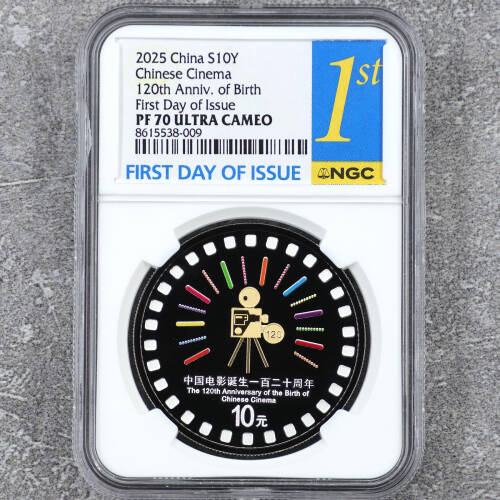 2025 China S10Y
Chinese Cinema
120th Anniv. of Birth
First Day of Issue
PF 70 ULTRA CAMEO
8615538-009
FIRST DAY OF ISSUE
1st
NGC
120
中国电影诞生一百二十周年
The 120th Anniversary of the Birth of
Chinese Cinema
10元